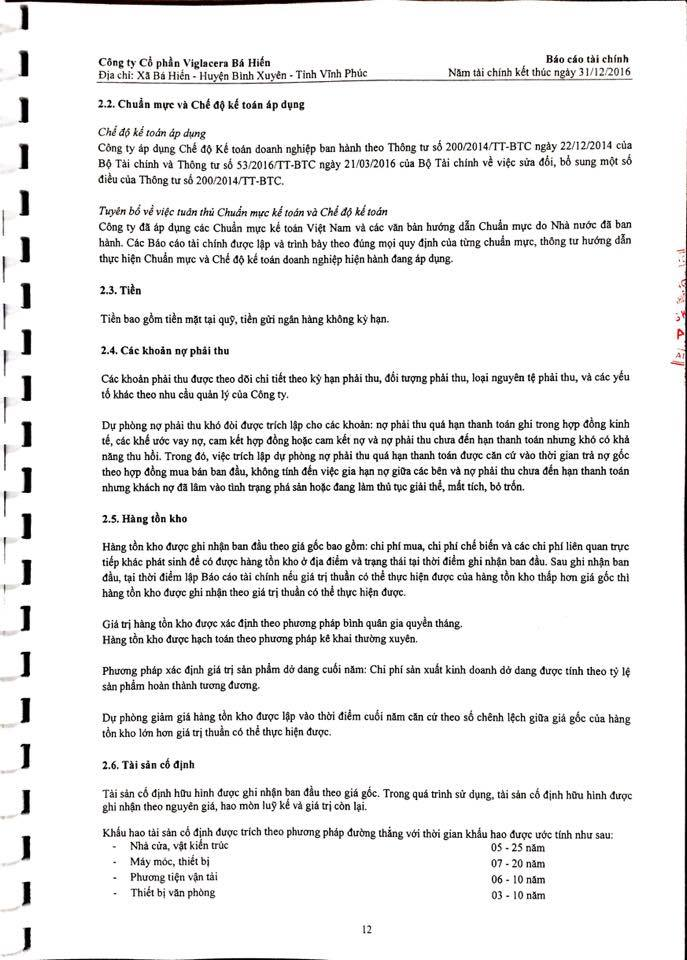 Công ty Cổ phần Viglacera Bá Hiến
Báo cáo tài chính
Địa chỉ: Xã Bá Hiến - Huyện Bình Xuyên - Tỉnh Vĩnh Phúc
Năm tài chính kết thúc ngày 31/12/2016
2.2. Chuẩn mực và Chế độ kế toán áp dụng
Chế độ kế toán áp dụng
Công ty áp dụng Chế độ Kế toán doanh nghiệp ban hành theo Thông tư số 200/2014/TT-BTC ngày 22/12/2014 của
Bộ Tài chính và Thông tư số 53/2016/TT-BTC ngày 21/03/2016 của Bộ Tài chính về việc sửa đổi, bổ sung một số
điều của Thông tư số 200/2014/TT-BTC.
Tuyên bố về việc tuân thủ Chuẩn mực kế toán và Chế độ kế toán
Công ty đã áp dụng các Chuẩn mực kế toán Việt Nam và các văn bản hướng dẫn Chuẩn mực do Nhà nước đã ban
hành. Các Báo cáo tài chính được lập và trình bày theo đúng mọi quy định của từng chuẩn mực, thông tư hướng dẫn
thực hiện Chuẩn mực và Chế độ kế toán doanh nghiệp hiện hành đang áp dụng.
2.3. Tiền
Tiền bao gồm tiền mặt tại quỹ, tiền gửi ngân hàng không kỳ hạn.
2.4. Các khoản nợ phải thu
Các khoản phải thu được theo dõi chi tiết theo kỳ hạn phải thu, đối tượng phải thu, loại nguyên tệ phải thu, và các yếu
tố khác theo nhu cầu quản lý của Công ty.
Dự phòng nợ phải thu khó đòi được trích lập cho các khoản: nợ phải thu quá hạn thanh toán ghi trong hợp đồng kinh
tế, các khế ước vay nợ, cam kết hợp đồng hoặc cam kết nợ và nợ phải thu chưa đến hạn thanh toán nhưng khó có khả
năng thu hồi. Trong đó, việc trích lập dự phòng nợ phải thu quá hạn thanh toán được căn cứ vào thời gian trả nợ gốc
theo hợp đồng mua bán ban đầu, không tính đến việc gia hạn nợ giữa các bên và nợ phải thu chưa đến hạn thanh toán
nhưng khách nợ đã lâm vào tình trạng phá sản hoặc đang làm thủ tục giải thể, mất tích, bỏ trốn.
2.5. Hàng tồn kho
Hàng tồn kho được ghi nhận ban đầu theo giá gốc bao gồm: chi phí mua, chi phí chế biến và các chi phí liên quan trực
tiếp khác phát sinh để có được hàng tồn kho ở địa điểm và trạng thái tại thời điểm ghi nhận ban đầu. Sau ghi nhận ban
đầu, tại thời điểm lập Báo cáo tài chính nếu giá trị thuần có thể thực hiện được của hàng tồn kho thấp hơn giá gốc thì
hàng tồn kho được ghi nhận theo giá trị thuần có thể thực hiện được.
Giá trị hàng tồn kho được xác định theo phương pháp bình quân gia quyền tháng.
Hàng tồn kho được hạch toán theo phương pháp kê khai thường xuyên.
Phương pháp xác định giá trị sản phẩm dở dang cuối năm: Chi phí sản xuất kinh doanh dở dang được tính theo tỷ lệ
sản phẩm hoàn thành tương đương.
Dự phòng giảm giá hàng tồn kho được lập vào thời điểm cuối năm căn cứ theo số chênh lệch giữa giá gốc của hàng
tồn kho lớn hơn giá trị thuần có thể thực hiện được.
2.6. Tài sản cố định
Tài sản cố định hữu hình được ghi nhận ban đầu theo giá gốc. Trong quá trình sử dụng, tài sản cố định hữu hình được
ghi nhận theo nguyên giá, hao mòn luỹ kế và giá trị còn lại.
Khấu hao tài sản cố định được trích theo phương pháp đường thẳng với thời gian khấu hao được ước tính như sau:
- Nhà cửa, vật kiến trúc 05 - 25 năm
- Máy móc, thiết bị 07 - 20 năm
- Phương tiện vận tải 06 - 10 năm
- Thiết bị văn phòng 03 - 10 năm
12